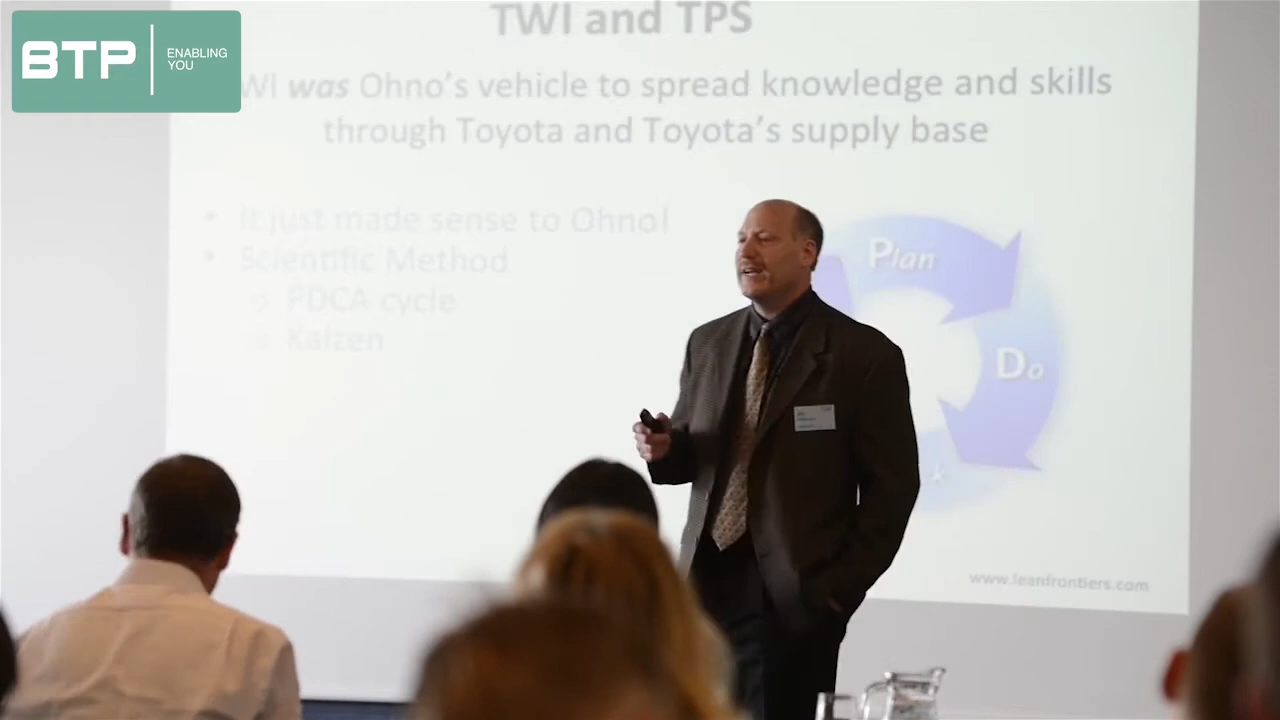 TWI and TPS
BTP
ENABLING
YOU
WI was Ohno's vehicle to spread knowledge and skills
through Toyota and Toyota's supply base
• It just made sense to Ohno!
• Scientific Method
o PDCA cycle
Kaizen
Plan
Do
www.leanfrontiers.com